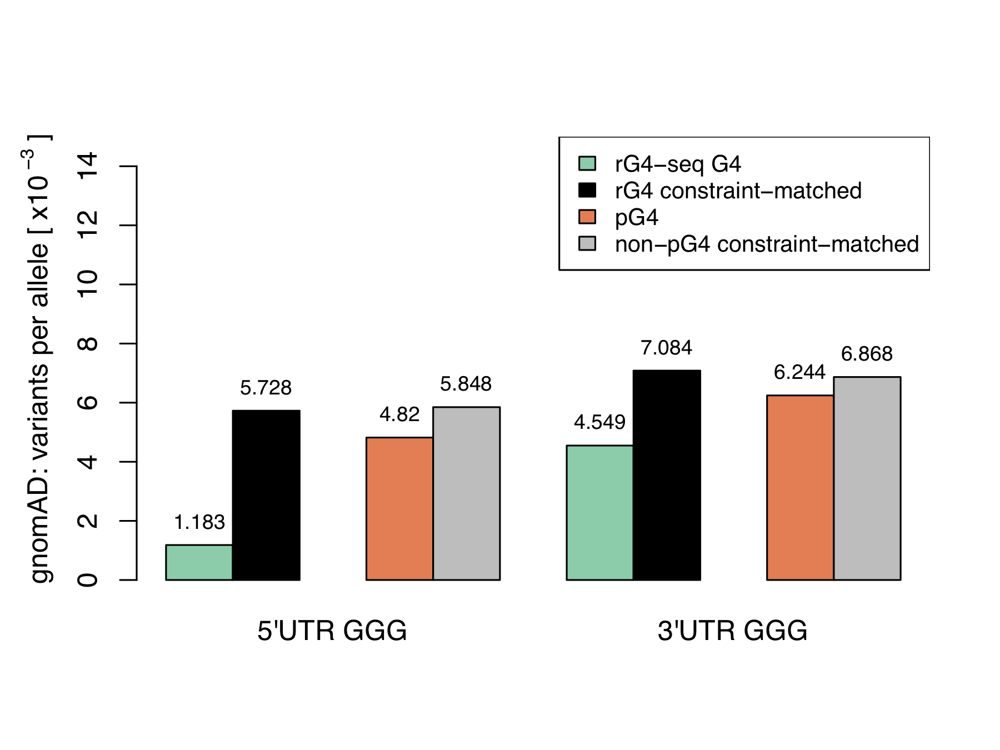 gnomAD: variants per allele [ x10⁻³ ]
14
12
10
8
6
4
2
0
rG4−seq G4
rG4 constraint−matched
pG4
non−pG4 constraint−matched
1.183
5.728
4.82
5.848
4.549
7.084
6.244
6.868
5'UTR GGG
3'UTR GGG